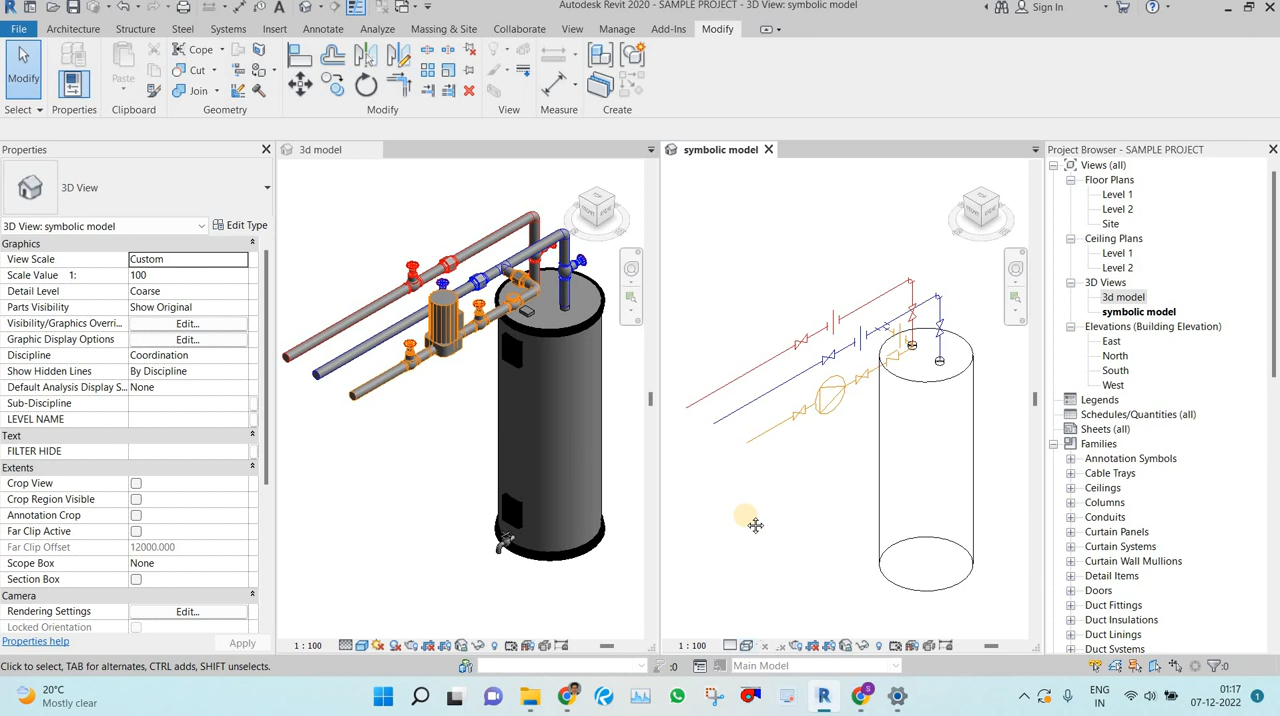 Autodesk Revit 2020 - SAMPLE PROJECT - 3D View: symbolic model
Sign In
File Architecture Structure Steel Systems Insert Annotate Analyze Massing & Site Collaborate View Manage Add-Ins Modify
Modify
Paste
Cope
Cut
Join
Select Properties Clipboard Geometry Modify View Measure Create
Properties
3D View
3D View: symbolic model
Edit Type
Graphics
View Scale Custom
Scale Value 1: 100
Detail Level Coarse
Parts Visibility Show Original
Visibility/Graphics Overri... Edit...
Graphic Display Options Edit...
Discipline Coordination
Show Hidden Lines By Discipline
Default Analysis Display S... None
Sub-Discipline
LEVEL NAME
Text
FILTER HIDE
Extents
Crop View
Crop Region Visible
Annotation Crop
Far Clip Active
Far Clip Offset 12000.000
Scope Box None
Section Box
Camera
Rendering Settings Edit...
Locked Orientation
Properties help
Apply
3d model
1 : 100
symbolic model
1 : 100
Project Browser - SAMPLE PROJECT
Views (all)
Floor Plans
Level 1
Level 2
Site
Ceiling Plans
Level 1
Level 2
3D Views
3d model
symbolic model
Elevations (Building Elevation)
East
North
South
West
Legends
Schedules/Quantities (all)
Sheets (all)
Families
Annotation Symbols
Cable Trays
Ceilings
Columns
Conduits
Curtain Panels
Curtain Systems
Curtain Wall Mullions
Detail Items
Doors
Duct Fittings
Duct Insulations
Duct Linings
Duct Systems
Click to select, TAB for alternates, CTRL adds, SHIFT unselects.
:0
Main Model
:0
20°C
Mostly clear
ENG
IN
01:17
07-12-2022